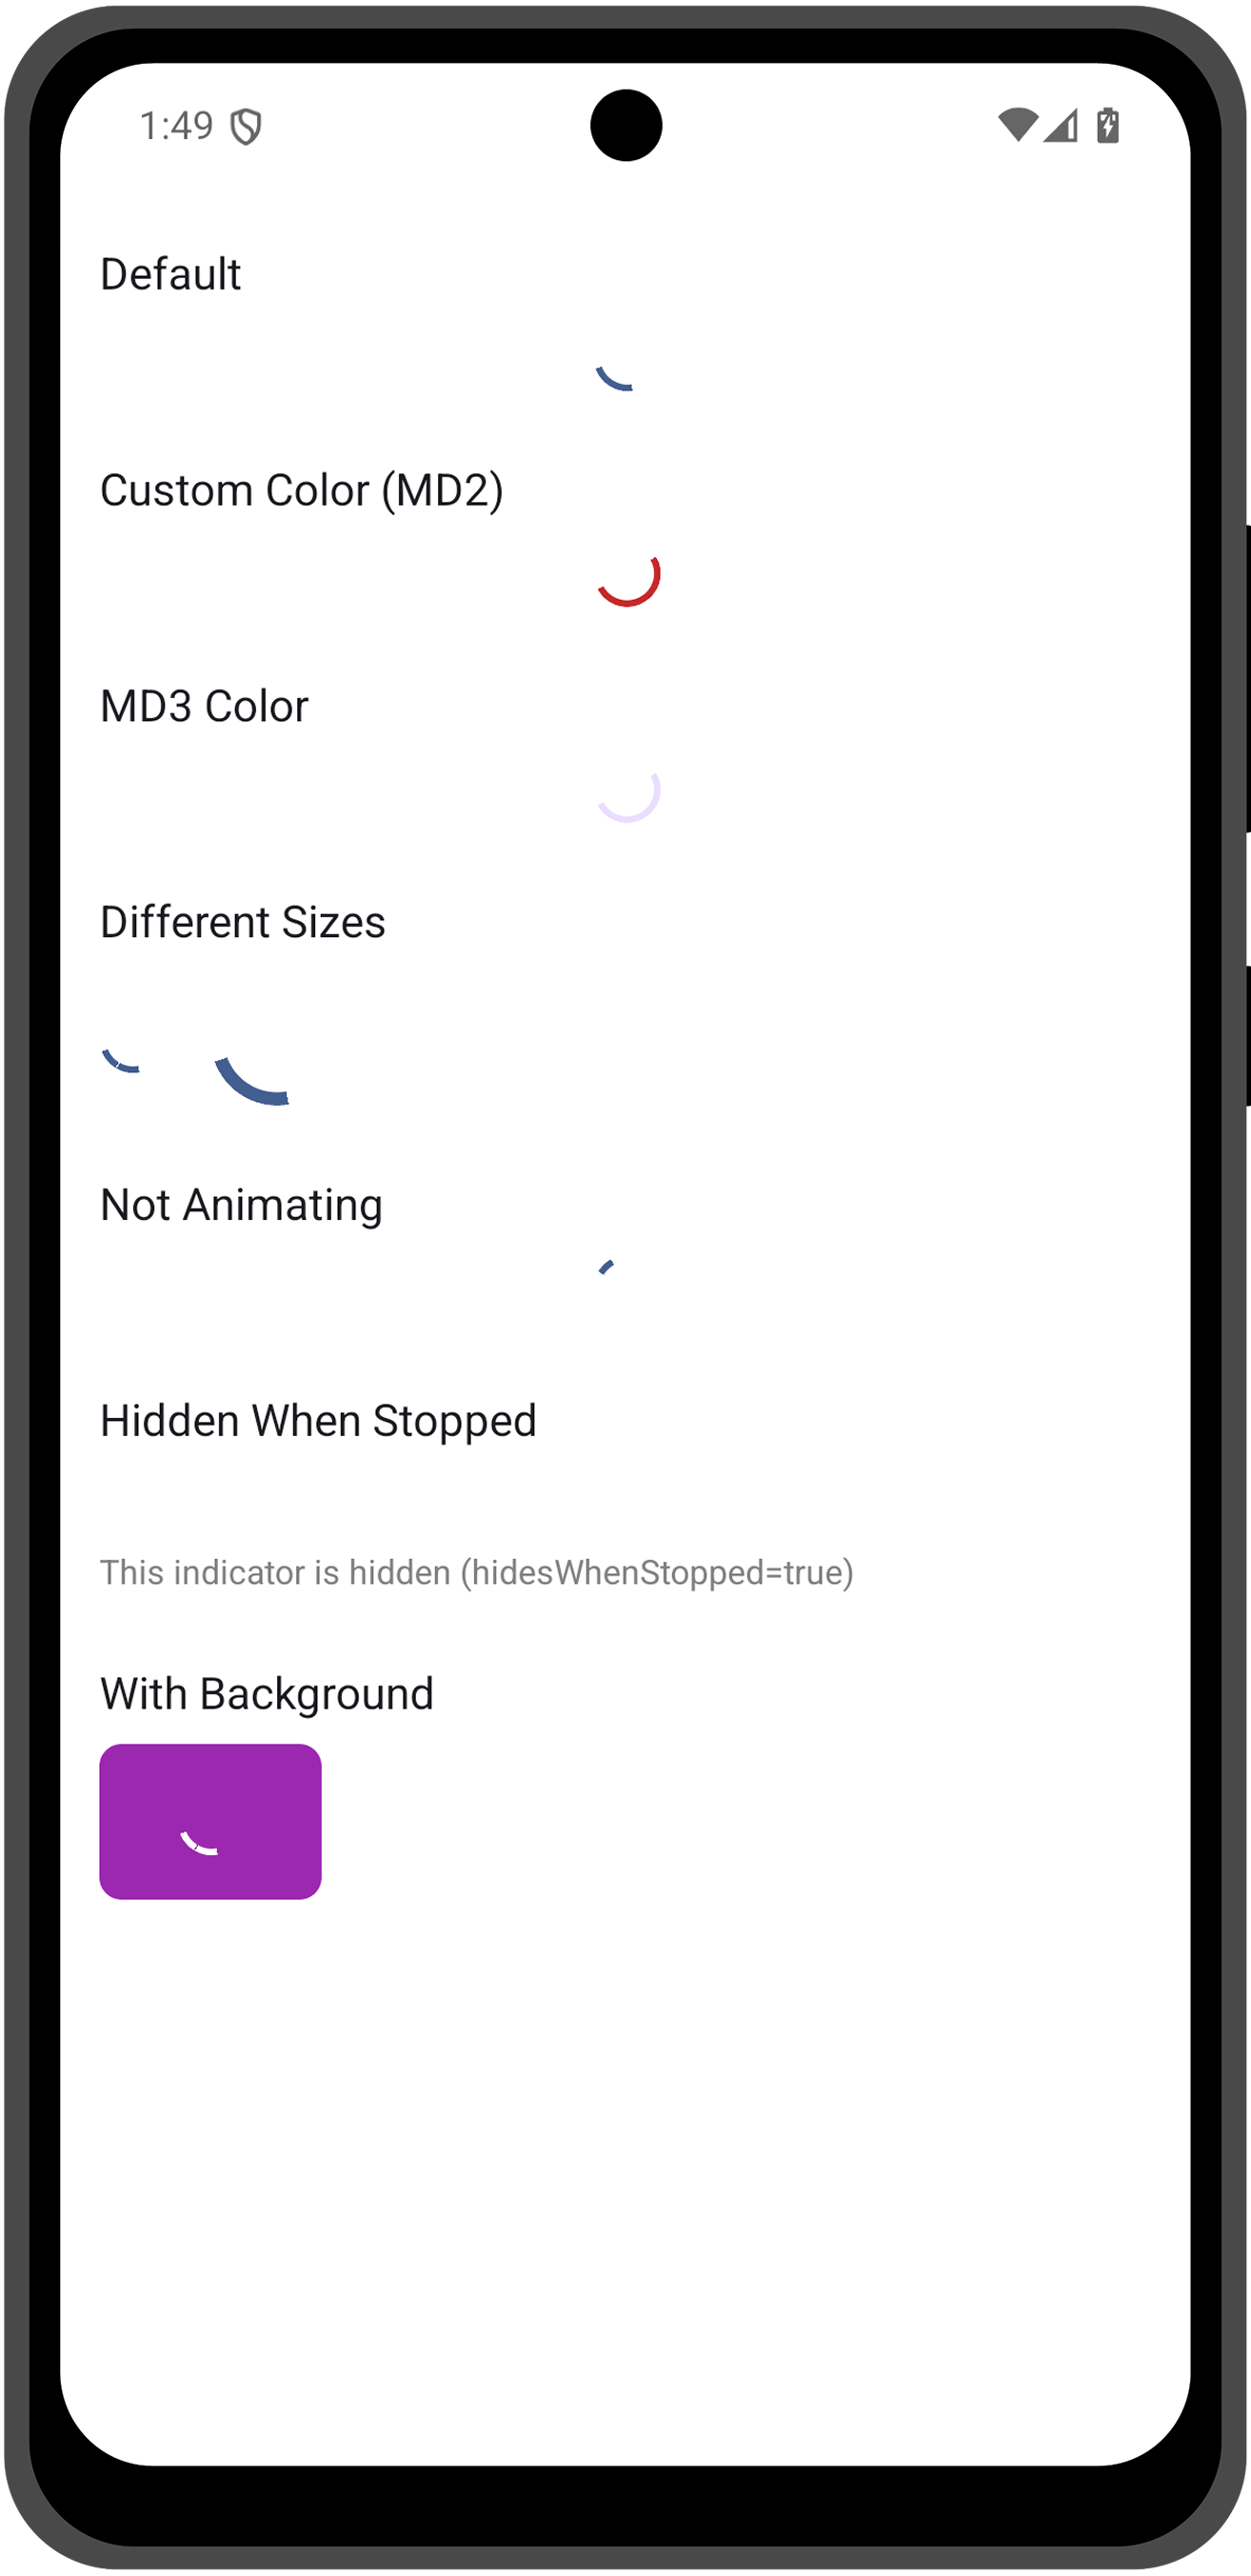 1:49
Default
Custom Color (MD2)
MD3 Color
Different Sizes
Not Animating
Hidden When Stopped
This indicator is hidden (hidesWhenStopped=true)
With Background